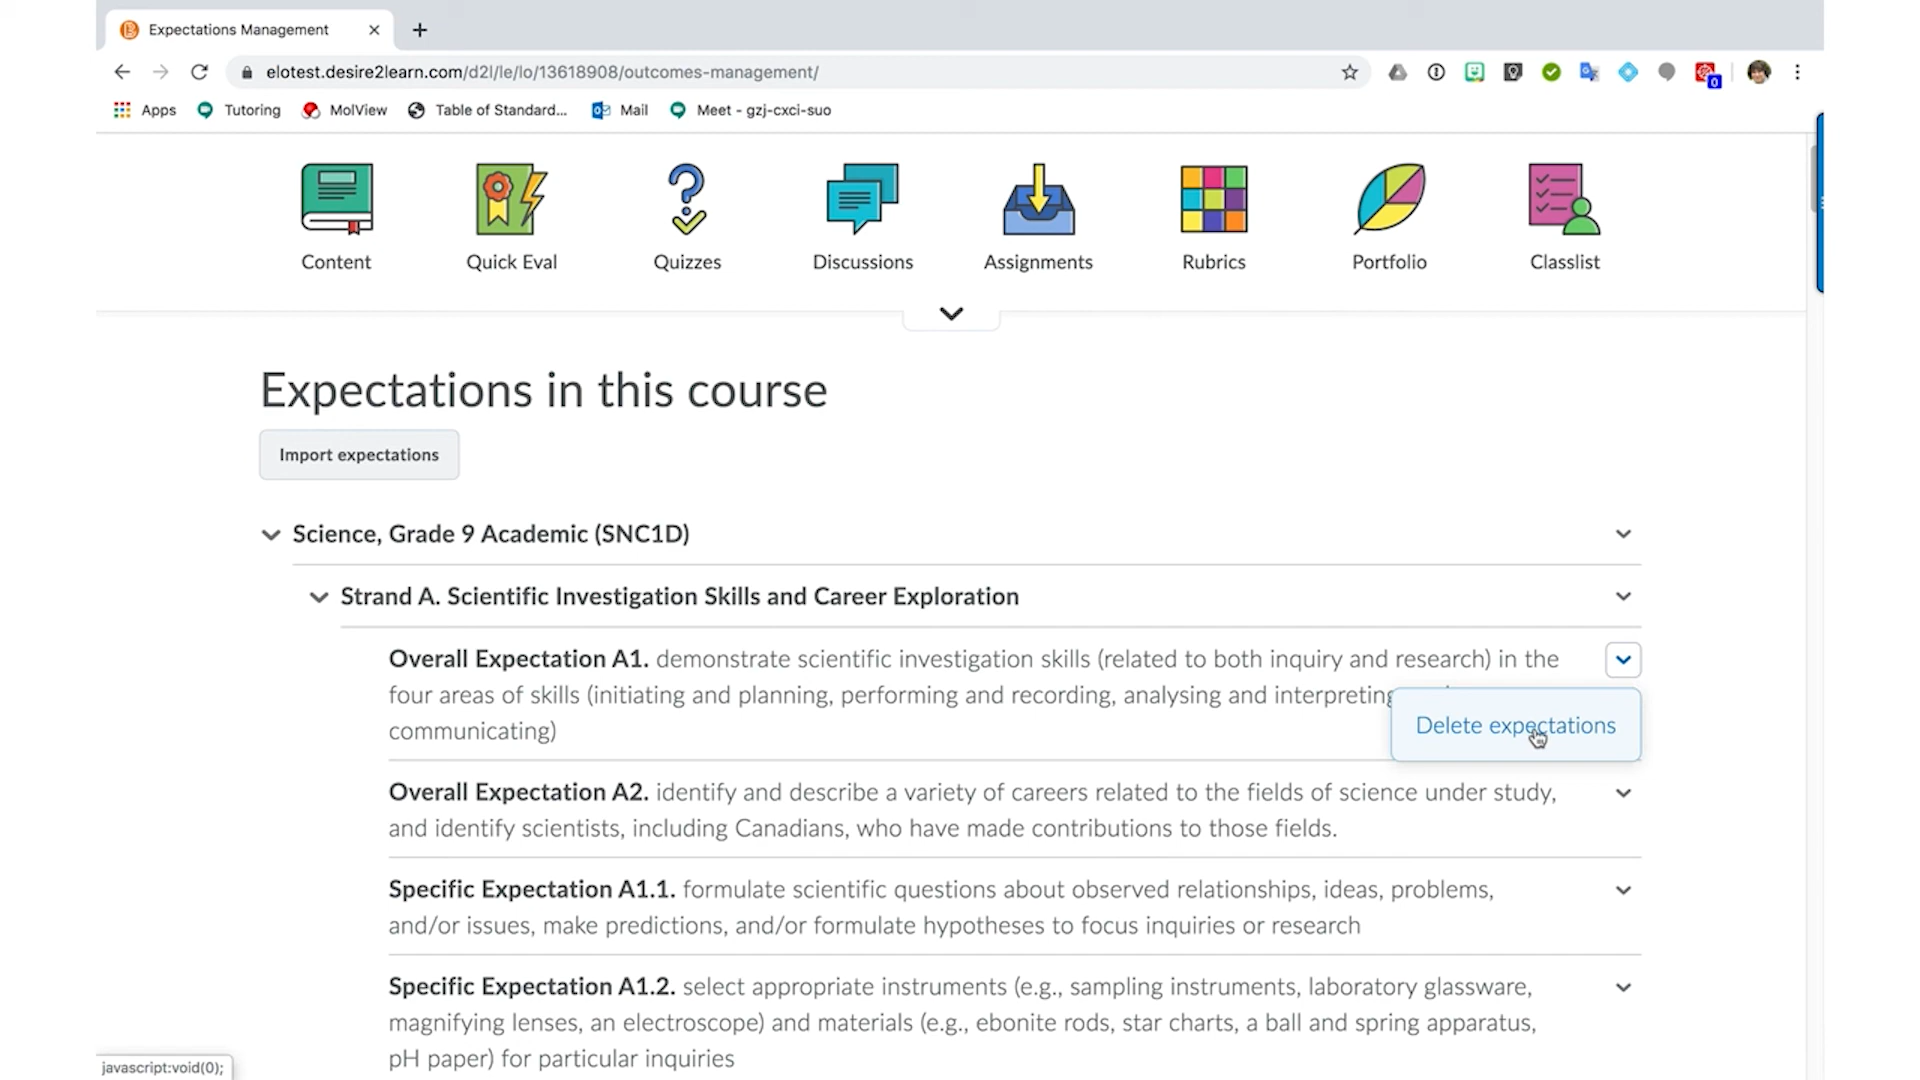 Expectations Management
elotest.desire2learn.com/d2l/le/lo/13618908/outcomes-management/
0
Apps Tutoring MolView Table of Standard... Mail Meet - gzj-cxci-suo
Content Quick Eval Quizzes Discussions Assignments Rubrics Portfolio Classlist
Expectations in this course
Import expectations
Science, Grade 9 Academic (SNC1D)
Strand A. Scientific Investigation Skills and Career Exploration
Overall Expectation A1. demonstrate scientific investigation skills (related to both inquiry and research) in the
four areas of skills (initiating and planning, performing and recording, analysing and interpreting
communicating)
Delete expectations
Overall Expectation A2. identify and describe a variety of careers related to the fields of science under study,
and identify scientists, including Canadians, who have made contributions to those fields.
Specific Expectation A1.1. formulate scientific questions about observed relationships, ideas, problems,
and/or issues, make predictions, and/or formulate hypotheses to focus inquiries or research
Specific Expectation A1.2. select appropriate instruments (e.g., sampling instruments, laboratory glassware,
magnifying lenses, an electroscope) and materials (e.g., ebonite rods, star charts, a ball and spring apparatus,
pH paper) for particular inquiries
javascript:void(0);